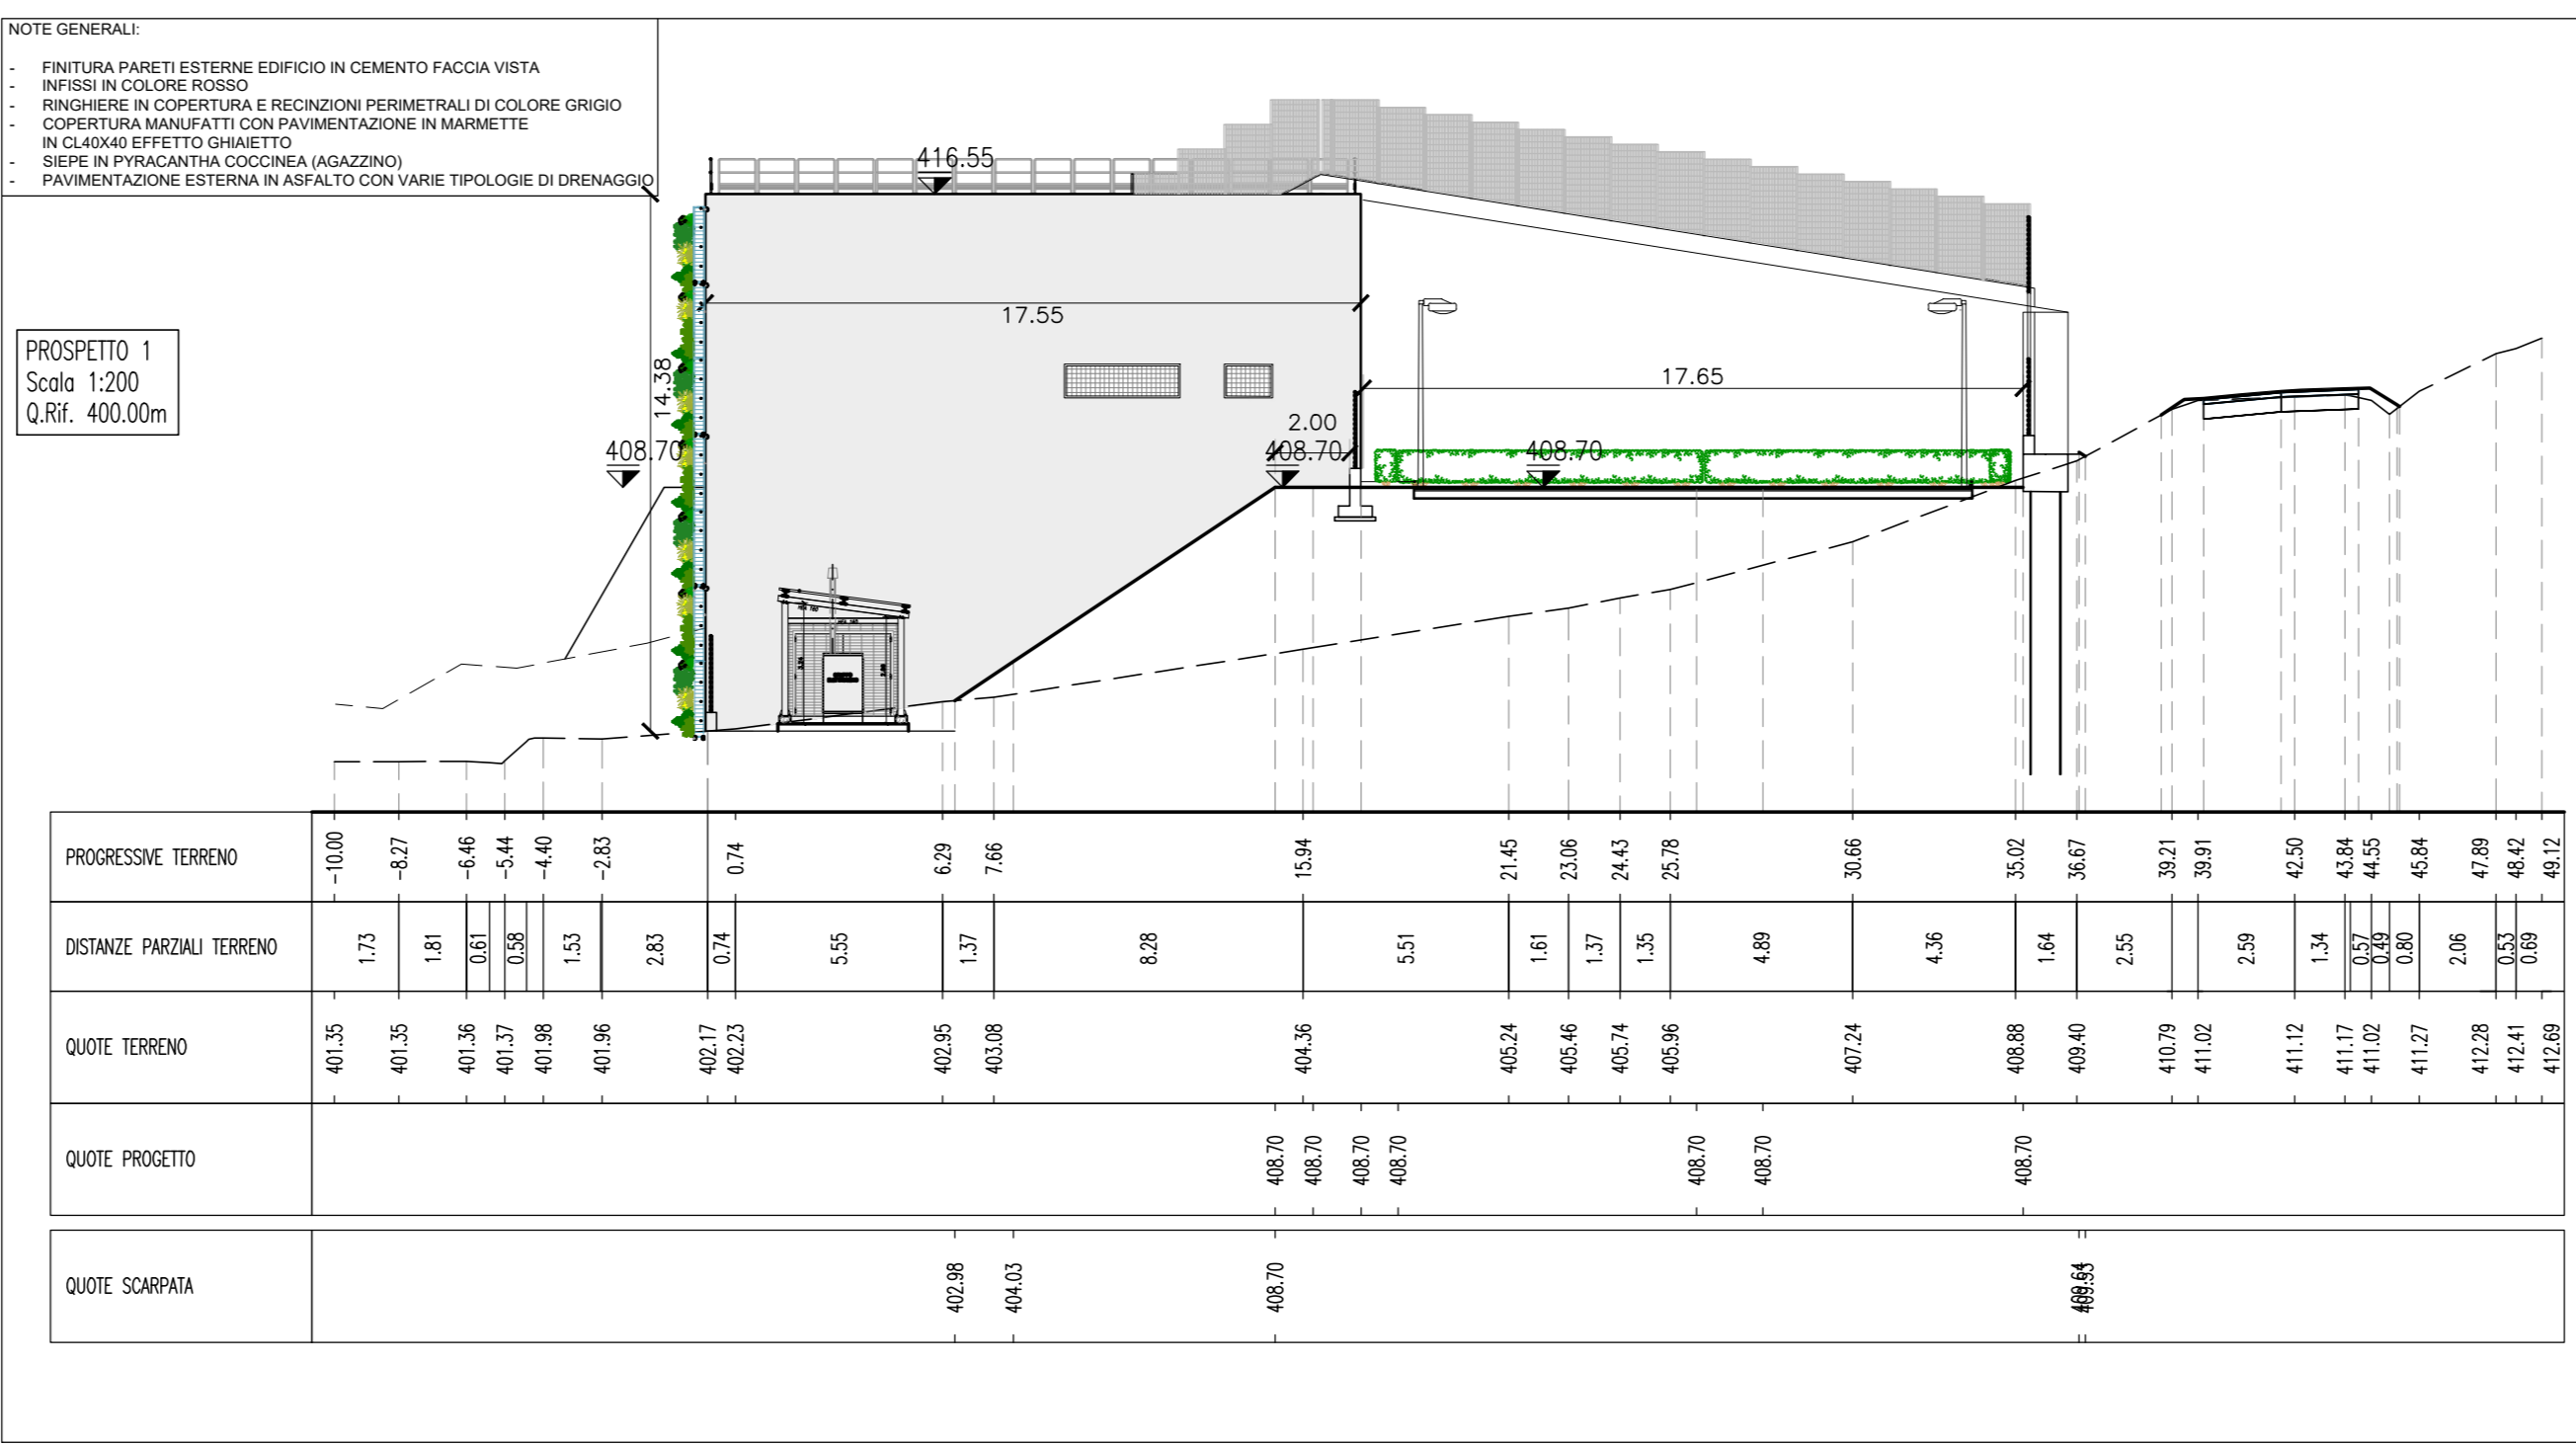 NOTE GENERALI:
- FINITURA PARETI ESTERNE EDIFICIO IN CEMENTO FACCIA VISTA
- INFISSI IN COLORE ROSSO
- RINGHIERE IN COPERTURA E RECINZIONI PERIMETRALI DI COLORE GRIGIO
- COPERTURA MANUFATTI CON PAVIMENTAZIONE IN MARMETTE
IN CL40X40 EFFETTO GHIAIETTO
- SIEPE IN PYRACANTHA COCCINEA (AGAZZINO)
- PAVIMENTAZIONE ESTERNA IN ASFALTO CON VARIE TIPOLOGIE DI DRENAGGIO
PROSPETTO 1
Scala 1:200
Q.Rif. 400.00m
416.55
17.55
14.38
17.65
2.00
408.70
408.70
408.70
PROGRESSIVE TERRENO -10.00 -8.27 -6.46 -5.44 -4.40 -2.83 0.74 6.29 7.66 15.94 21.45 23.06 24.43 25.78 30.66 35.02 36.67 39.21 39.91 42.50 43.84 44.55 45.84 47.89 48.42 49.12
DISTANZE PARZIALI TERRENO 1.73 1.81 0.61 0.58 1.53 2.83 0.74 5.55 1.37 8.28 5.51 1.61 1.37 1.35 4.89 4.36 1.64 2.55 2.59 1.34 0.57 0.49 0.80 2.06 0.53 0.69
QUOTE TERRENO 401.35 401.35 401.36 401.37 401.98 401.96 402.17 402.23 402.95 403.08 404.36 405.24 405.46 405.74 405.96 407.24 408.88 409.40 410.79 411.02 411.12 411.17 411.02 411.27 412.28 412.41 412.69
QUOTE PROGETTO 408.70 408.70 408.70 408.70 408.70 408.70 408.70
QUOTE SCARPATA 402.98 404.03 408.70